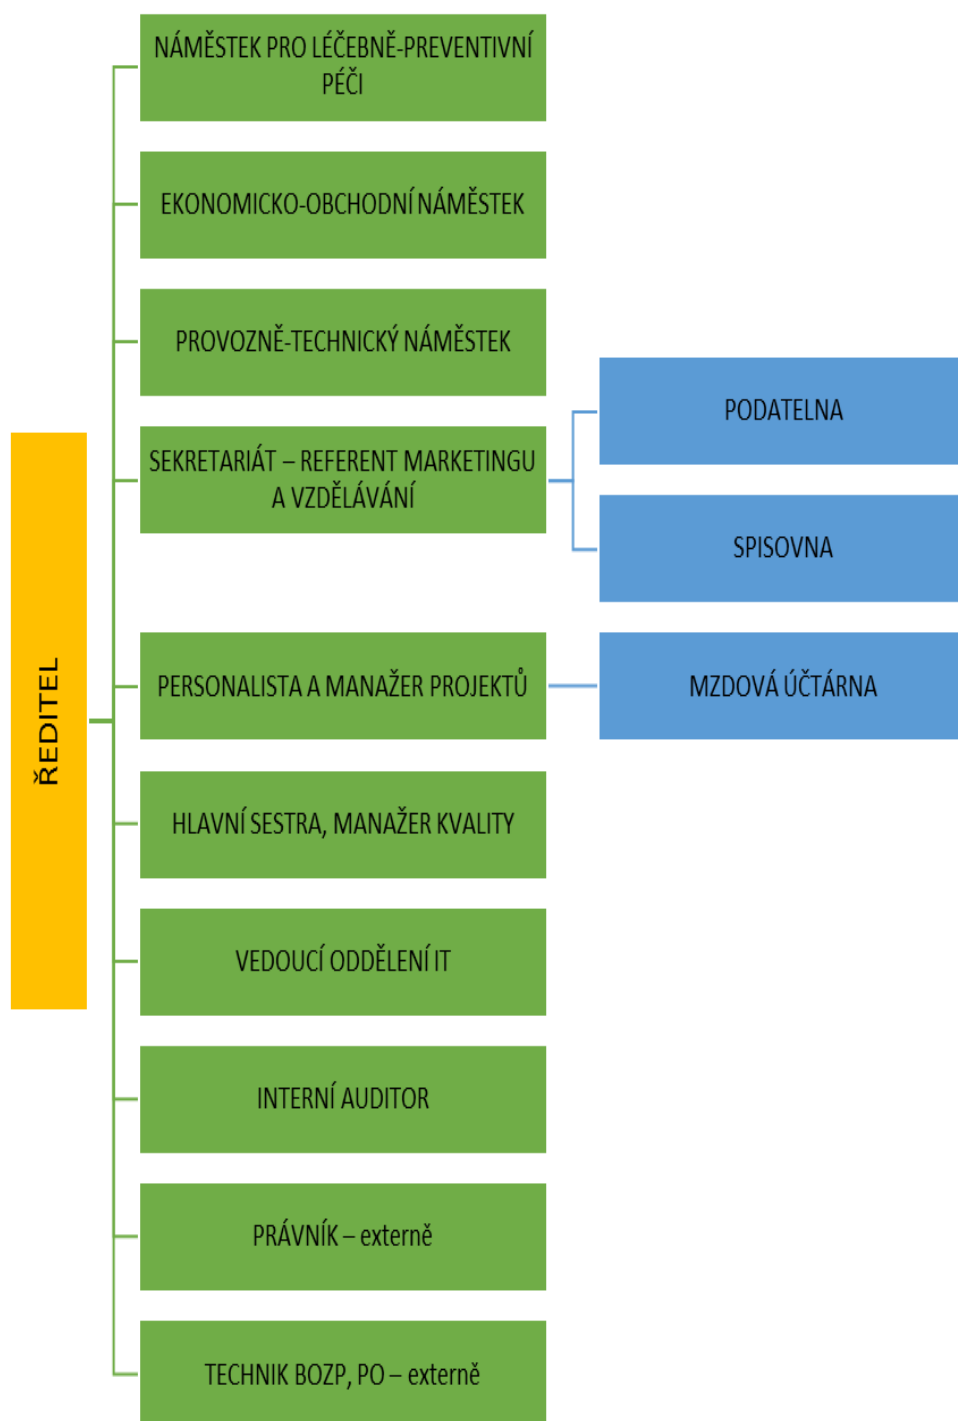 ŘEDITEL
NÁMĚSTEK PRO LÉČEBNĚ-PREVENTIVNÍ
PÉČI
EKONOMICKO-OBCHODNÍ NÁMĚSTEK
PROVOZNĚ-TECHNICKÝ NÁMĚSTEK
SEKRETARIÁT – REFERENT MARKETINGU
A VZDĚLÁVÁNÍ
PODATELNA
SPISOVNA
PERSONALISTA A MANAŽER PROJEKTŮ
MZDOVÁ ÚČTÁRNA
HLAVNÍ SESTRA, MANAŽER KVALITY
VEDOUCÍ ODDĚLENÍ IT
INTERNÍ AUDITOR
PRÁVNÍK – externě
TECHNIK BOZP, PO – externě